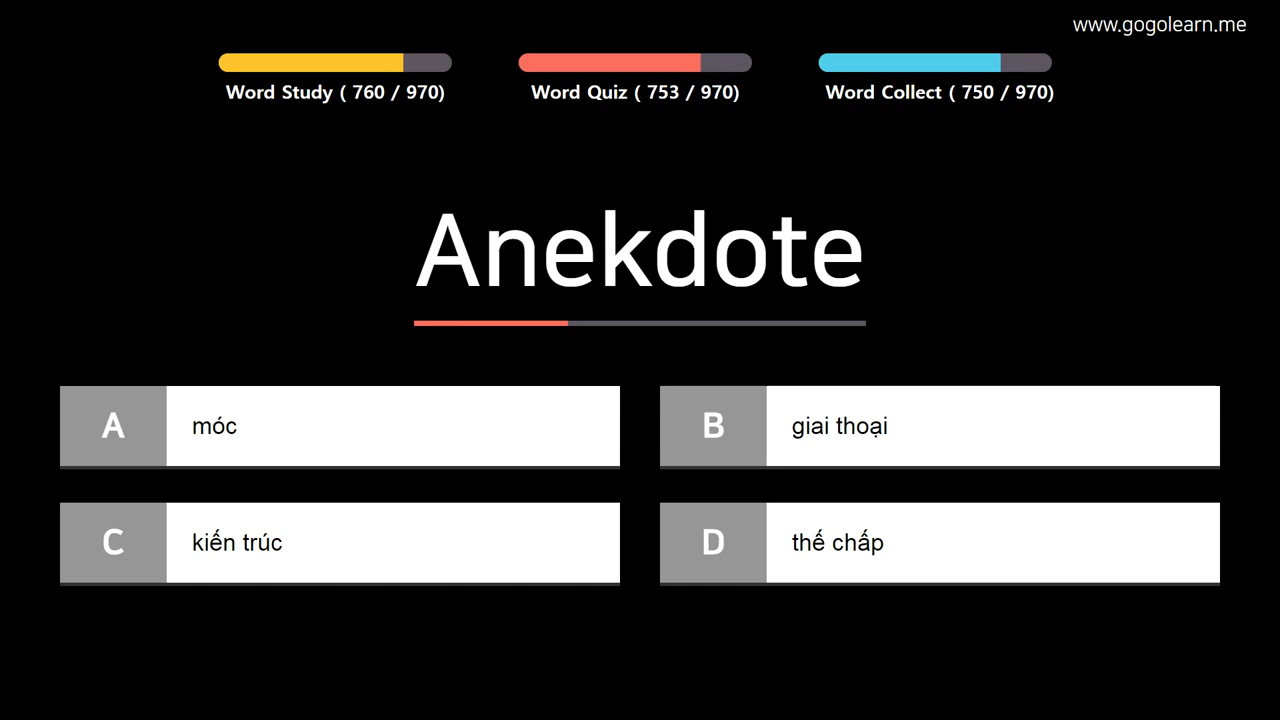 www.gogolearn.me
Word Study ( 760 / 970)
Word Quiz ( 753 / 970)
Word Collect ( 750 / 970)
Anekdote
A móc
B giai thoại
C kiến trúc
D thế chấp